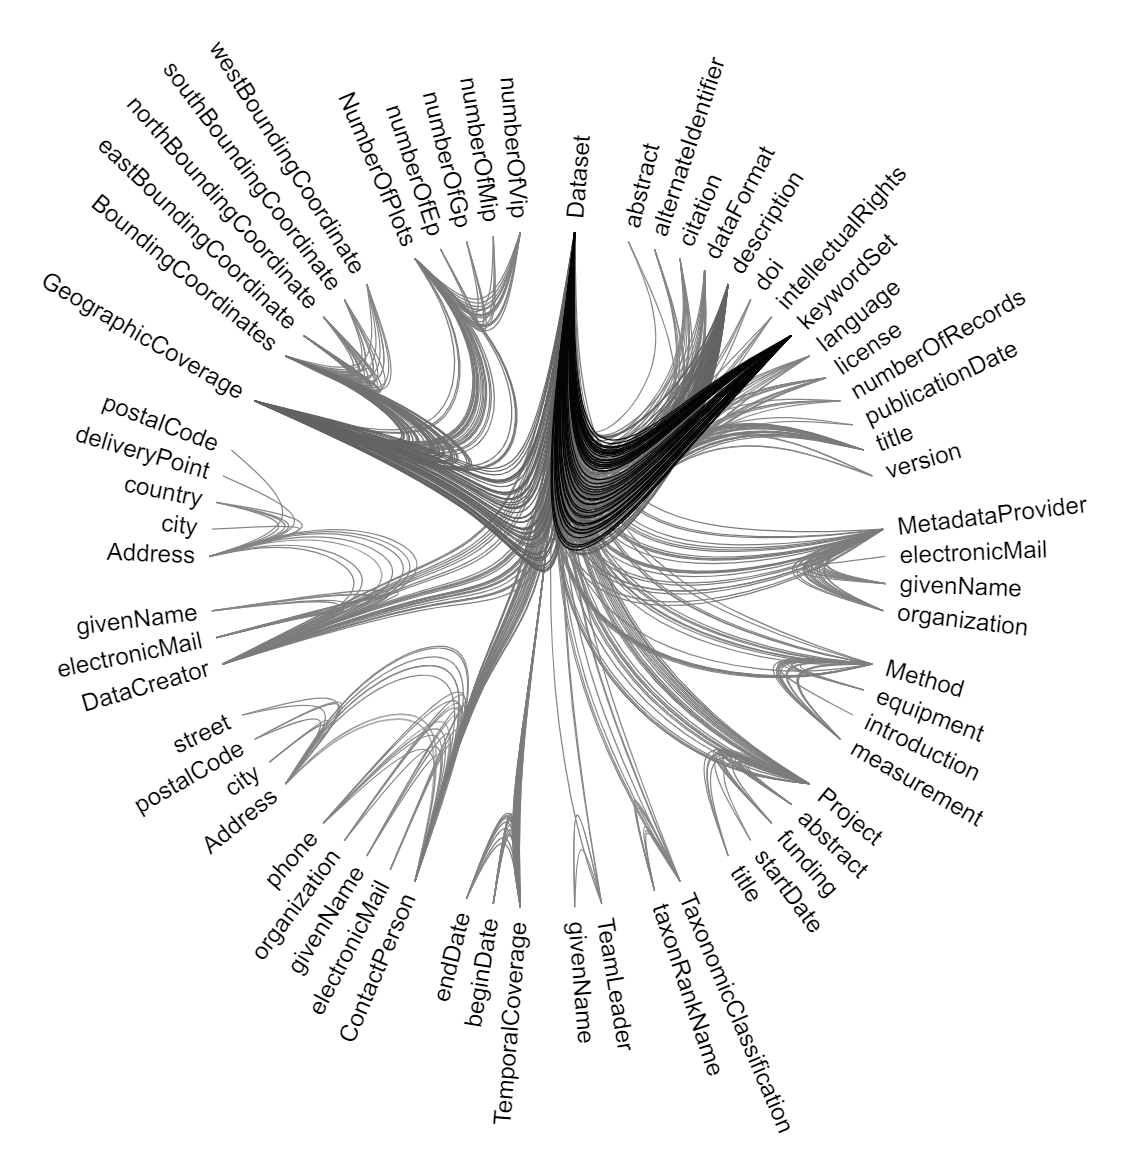 Dataset
abstract
alternateIdentifier
citation
dataFormat
description
doi
intellectualRights
keywordSet
language
license
numberOfRecords
publicationDate
title
version
MetadataProvider
electronicMail
givenName
organization
Method
equipment
introduction
measurement
Project
abstract
funding
startDate
title
TaxonomicClassification
taxonRankName
TeamLeader
givenName
TemporalCoverage
beginDate
endDate
ContactPerson
electronicMail
givenName
organization
phone
Address
city
postalCode
street
DataCreator
electronicMail
givenName
Address
city
country
deliveryPoint
postalCode
GeographicCoverage
BoundingCoordinates
eastBoundingCoordinate
northBoundingCoordinate
southBoundingCoordinate
westBoundingCoordinate
NumberOfPlots
numberOfEp
numberOfGp
numberOfMip
numberOfVip